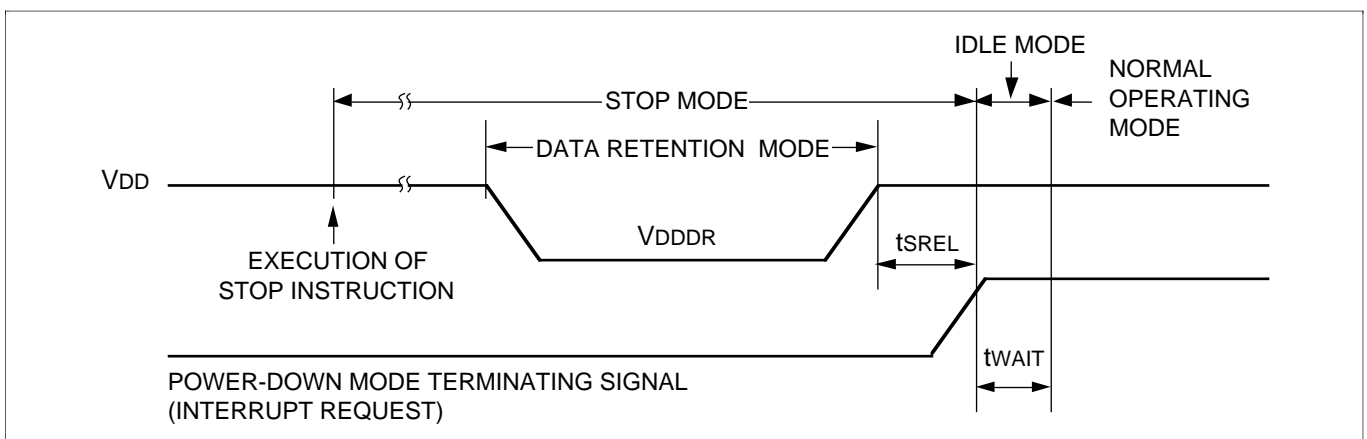 IDLE MODE
NORMAL
OPERATING
MODE
STOP MODE
DATA RETENTION MODE
VDD
VDDDR
tSREL
EXECUTION OF
STOP INSTRUCTION
tWAIT
POWER-DOWN MODE TERMINATING SIGNAL
(INTERRUPT REQUEST)